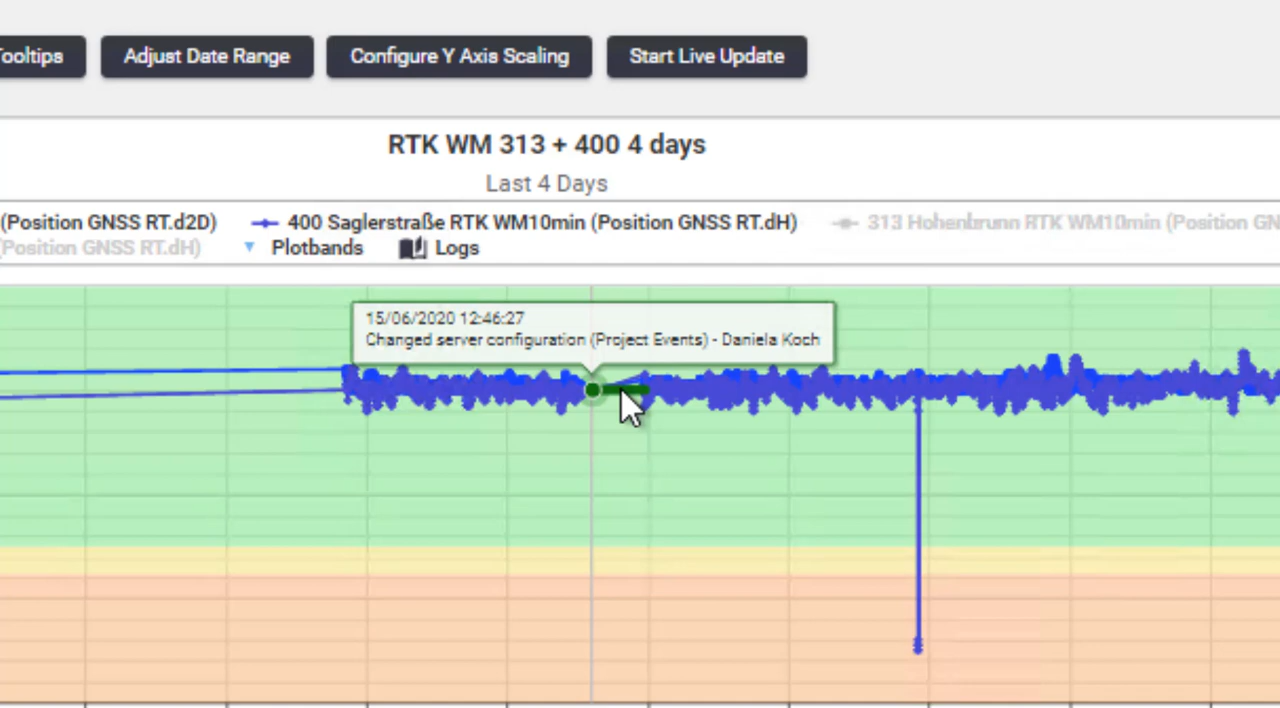 Tooltips Adjust Date Range Configure Y Axis Scaling Start Live Update
RTK WM 313 + 400 4 days
Last 4 Days
(Position GNSS RT.d2D) 400 Saglerstraße RTK WM10min (Position GNSS RT.dH) 313 Hohenbrunn RTK WM10min (Position GN
(Position GNSS RT.dH) Plotbands Logs
15/06/2020 12:46:27
Changed server configuration (Project Events) - Daniela Koch